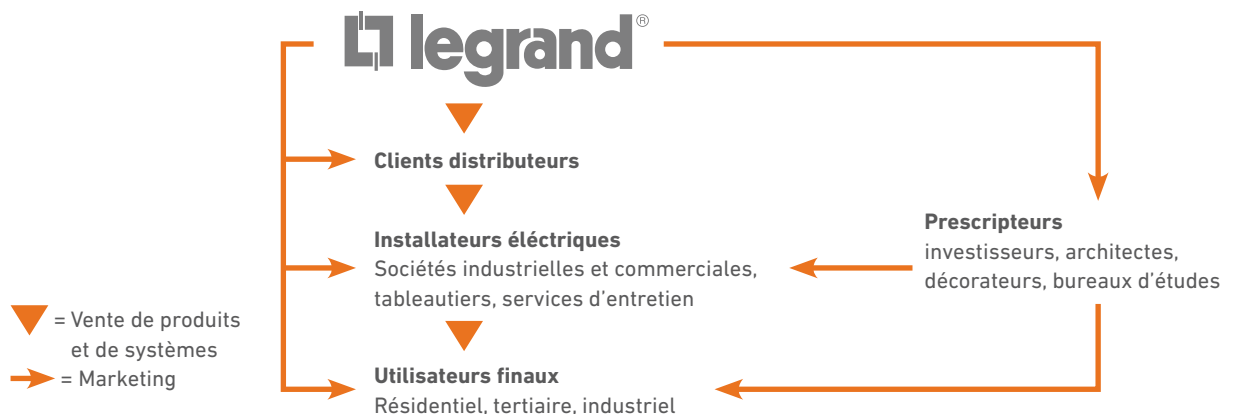 legrand®
Clients distributeurs
Installateurs éléctriques
Sociétés industrielles et commerciales,
tableautiers, services d'entretien
Utilisateurs finaux
Résidentiel, tertiaire, industriel
Prescripteurs
investisseurs, architectes,
décorateurs, bureaux d'études
= Vente de produits
et de systèmes
= Marketing